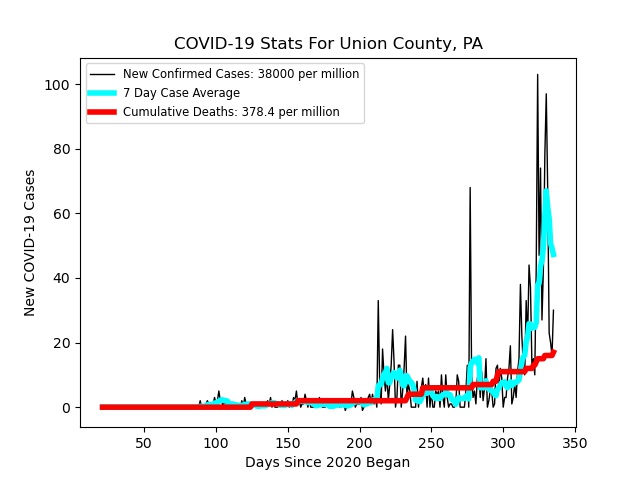 COVID-19 Stats For Union County, PA
New Confirmed Cases: 38000 per million
7 Day Case Average
Cumulative Deaths: 378.4 per million
New COVID-19 Cases
100
80
60
40
20
0
50
100
150
200
250
300
350
Days Since 2020 Began